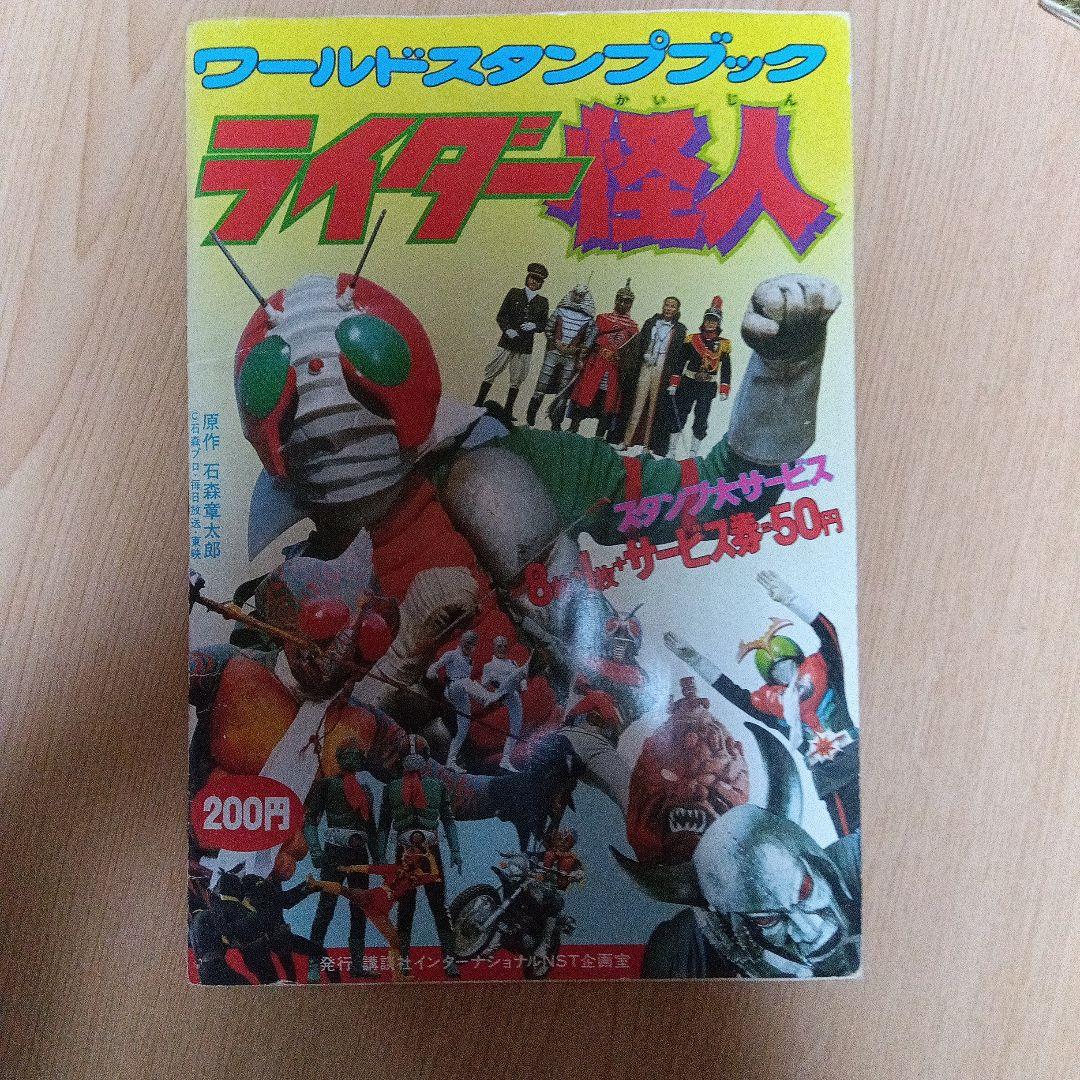 ワールドスタンプブック
かいじん
ライダー怪人
原作 石森章太郎
©石森プロ・毎日放送・東映
スタンプ大サービス
8枚+サービス券=50円
200円
発行 講談社インターナショナルNST企画室